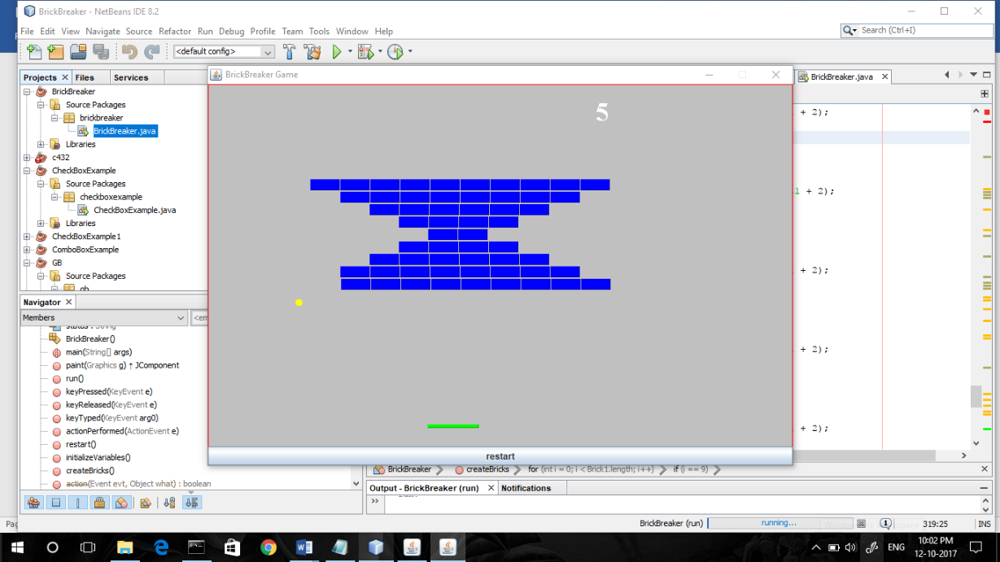 BrickBreaker - NetBeans IDE 8.2
File Edit View Navigate Source Refactor Run Debug Profile Team Tools Window Help
Search (Ctrl+I)
<default config>
Projects Files Services
BrickBreaker Game
BrickBreaker.java
BrickBreaker
Source Packages
brickbreaker
BrickBreaker.java
Libraries
c432
CheckBoxExample
Source Packages
checkboxexample
CheckBoxExample.java
Libraries
CheckBoxExample1
ComboBoxExample
GB
Source Packages
gb
5
restart
+ 2);
+ 2);
+ 2);
+ 2);
+ 2);
Navigator
Members
status : String
BrickBreaker()
main(String[] args)
paint(Graphics g) ↑ JComponent
run()
keyPressed(KeyEvent e)
keyReleased(KeyEvent e)
keyTyped(KeyEvent arg0)
actionPerformed(ActionEvent e)
restart()
initializeVariables()
createBricks()
action(Event evt, Object what) : boolean
BrickBreaker createBricks for (int i = 0; i < Brick1.length; i++) if (i == 9)
Output - BrickBreaker (run) Notifications
BrickBreaker (run) running... 319:25 INS
ENG 10:02 PM
12-10-2017